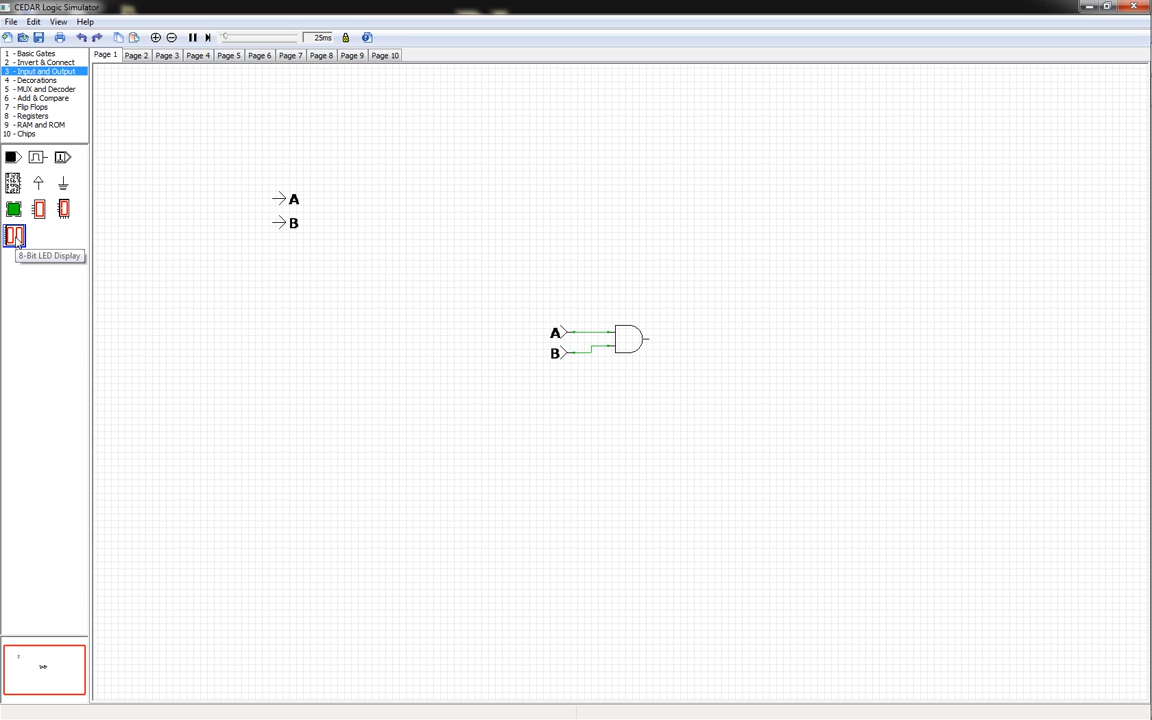 CEDAR Logic Simulator
File Edit View Help
25ms
1 - Basic Gates
2 - Invert & Connect
3 - Input and Output
4 - Decorations
5 - MUX and Decoder
6 - Add & Compare
7 - Flip Flops
8 - Registers
9 - RAM and ROM
10 - Chips
Page 1 Page 2 Page 3 Page 4 Page 5 Page 6 Page 7 Page 8 Page 9 Page 10
8-Bit LED Display
A
B
A
B